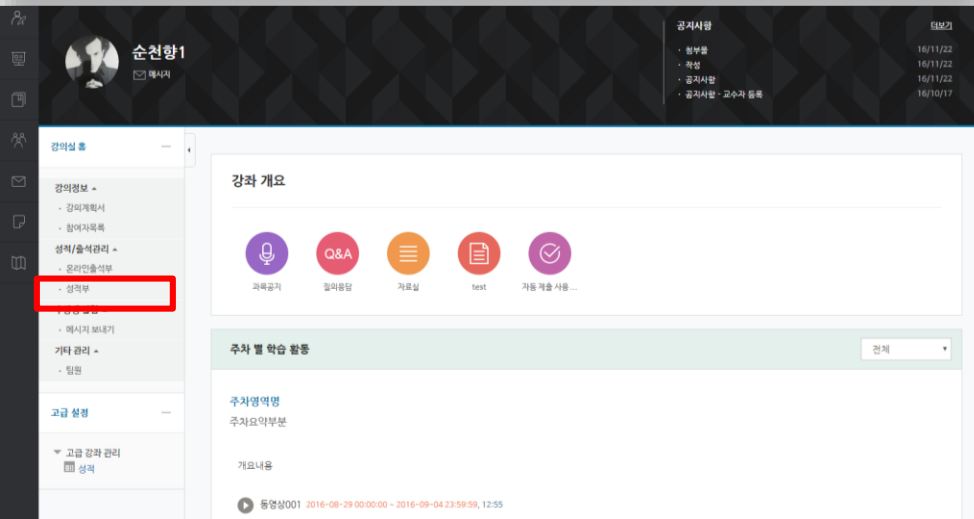 순천향1
메시지
공지사항 더보기
· 첨부물 16/11/22
· 작성 16/11/22
· 공지사항 16/11/22
· 공지사항 - 교수자 등록 16/10/17
강의실 홈
강의정보
· 강의계획서
· 참여자목록
성적/출석관리
· 온라인출석부
· 성적부
· 메시지 보내기
기타 관리
· 팀원
고급 설정
고급 강좌 관리
성적
강좌 개요
Q&A
과목공지 질의응답 자료실 test 자동 제출 사용 ...
주차 별 학습 활동 전체
주차영역명
주차요약부분
개요내용
동영상001 2016-08-29 00:00:00 ~ 2016-09-04 23:59:59, 12:55